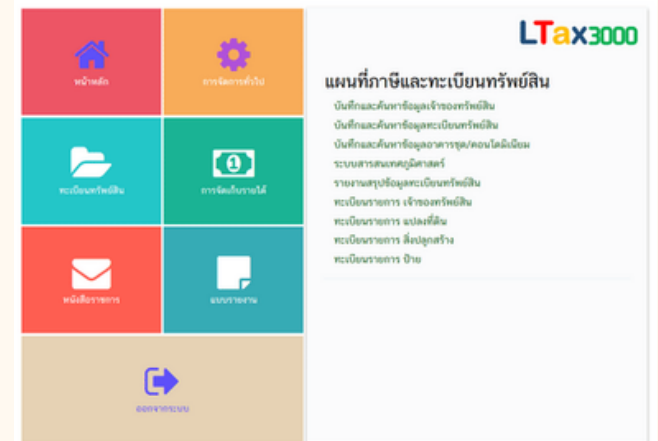 หน้าหลัก
การจัดการทั่วไป
ทะเบียนทรัพย์สิน
การจัดเก็บรายได้
หนังสือราชการ
แบบรายงาน
ออกจากระบบ
LTax3000
แผนที่ภาษีและทะเบียนทรัพย์สิน
บันทึกและค้นหาข้อมูลเจ้าของทรัพย์สิน
บันทึกและค้นหาข้อมูลทะเบียนทรัพย์สิน
บันทึกและค้นหาข้อมูลอาคารชุด/คอนโดมิเนียม
ระบบสารสนเทศภูมิศาสตร์
รายงานสรุปข้อมูลทะเบียนทรัพย์สิน
ทะเบียนรายการ เจ้าของทรัพย์สิน
ทะเบียนรายการ แปลงที่ดิน
ทะเบียนรายการ สิ่งปลูกสร้าง
ทะเบียนรายการ ป้าย